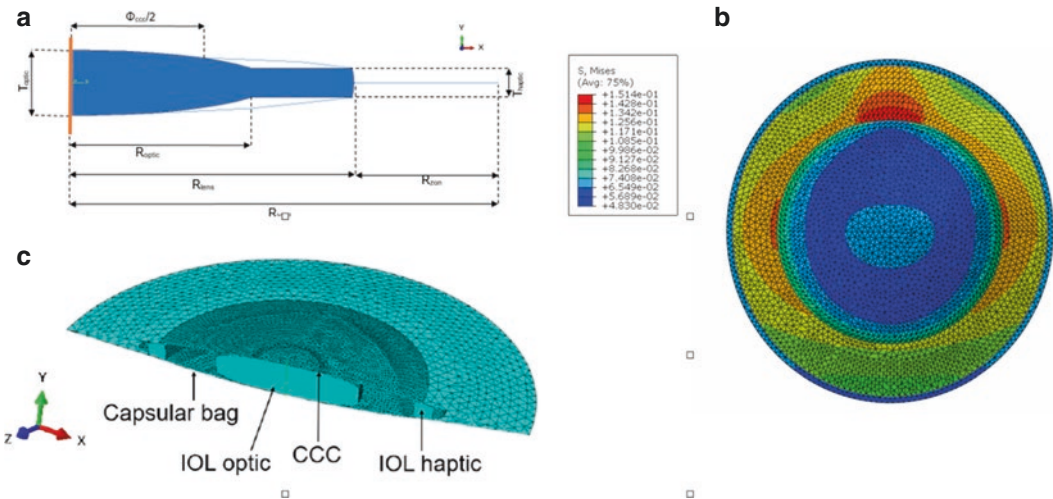 a
Φccc/2
Y
X
Toptic
Thaptic
Roptic
Rlens
Rzon
b
S, Mises
(Avg: 75%)
+1.514e-01
+1.428e-01
+1.342e-01
+1.256e-01
+1.171e-01
+1.085e-01
+9.986e-02
+9.127e-02
+8.268e-02
+7.408e-02
+6.549e-02
+5.689e-02
+4.830e-02
c
Y
Z
X
Capsular bag
IOL optic
CCC
IOL haptic